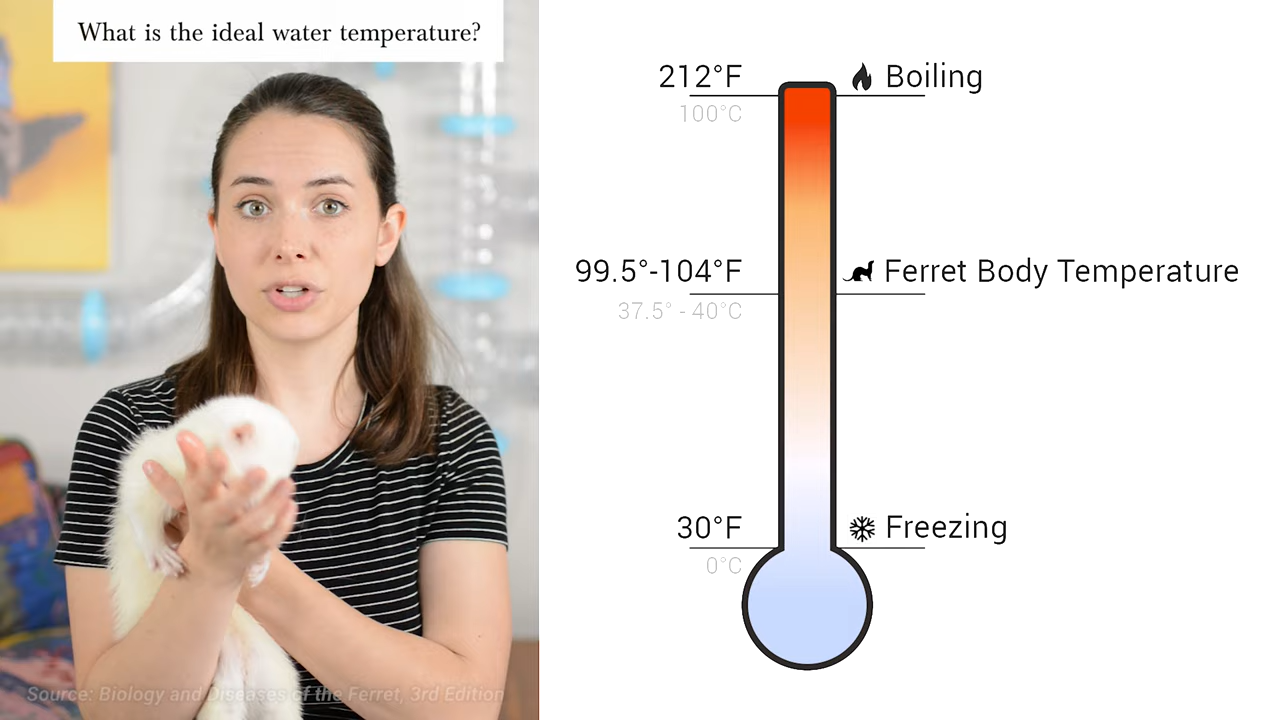 What is the ideal water temperature?
212°F
100°C
Boiling
99.5°-104°F
37.5° - 40°C
Ferret Body Temperature
30°F
0°C
Freezing
Source: Biology and Diseases of the Ferret, 3rd Edition